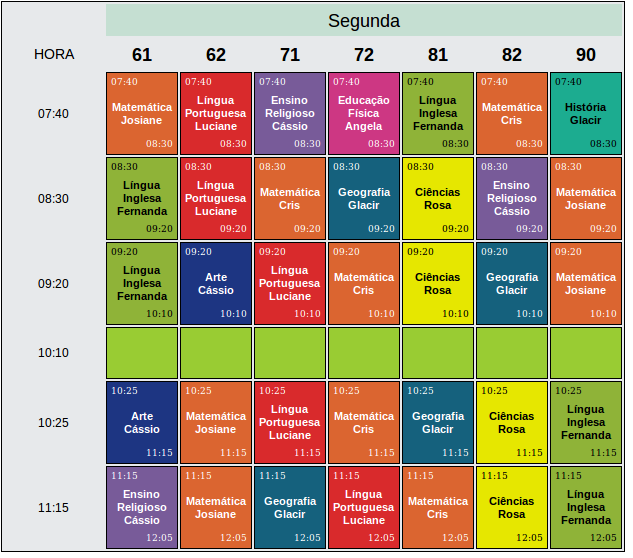 Segunda
HORA 61 62 71 72 81 82 90
07:40
07:40 07:40 07:40 07:40 07:40 07:40 07:40
Matemática Josiane
Língua Portuguesa Luciane
Ensino Religioso Cássio
Educação Física Angela
Língua Inglesa Fernanda
Matemática Cris
História Glacir
08:30 08:30 08:30 08:30 08:30 08:30 08:30
08:30
08:30 08:30 08:30 08:30 08:30 08:30 08:30
Língua Inglesa Fernanda
Língua Portuguesa Luciane
Matemática Cris
Geografia Glacir
Ciências Rosa
Ensino Religioso Cássio
Matemática Josiane
09:20 09:20 09:20 09:20 09:20 09:20 09:20
09:20
09:20 09:20 09:20 09:20 09:20 09:20 09:20
Língua Inglesa Fernanda
Arte Cássio
Língua Portuguesa Luciane
Matemática Cris
Ciências Rosa
Geografia Glacir
Matemática Josiane
10:10 10:10 10:10 10:10 10:10 10:10 10:10
10:10
10:25
10:25 10:25 10:25 10:25 10:25 10:25 10:25
Arte Cássio
Matemática Josiane
Língua Portuguesa Luciane
Matemática Cris
Geografia Glacir
Ciências Rosa
Língua Inglesa Fernanda
11:15 11:15 11:15 11:15 11:15 11:15 11:15
11:15
11:15 11:15 11:15 11:15 11:15 11:15 11:15
Ensino Religioso Cássio
Matemática Josiane
Geografia Glacir
Língua Portuguesa Luciane
Matemática Cris
Ciências Rosa
Língua Inglesa Fernanda
12:05 12:05 12:05 12:05 12:05 12:05 12:05